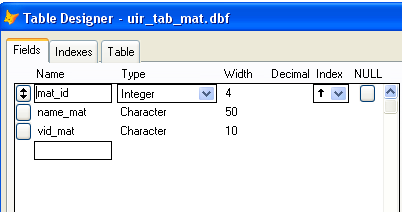 Table Designer - uir_tab_mat.dbf
Fields Indexes Table
Name Type Width Decimal Index NULL
mat_id Integer 4
name_mat Character 50
vid_mat Character 10